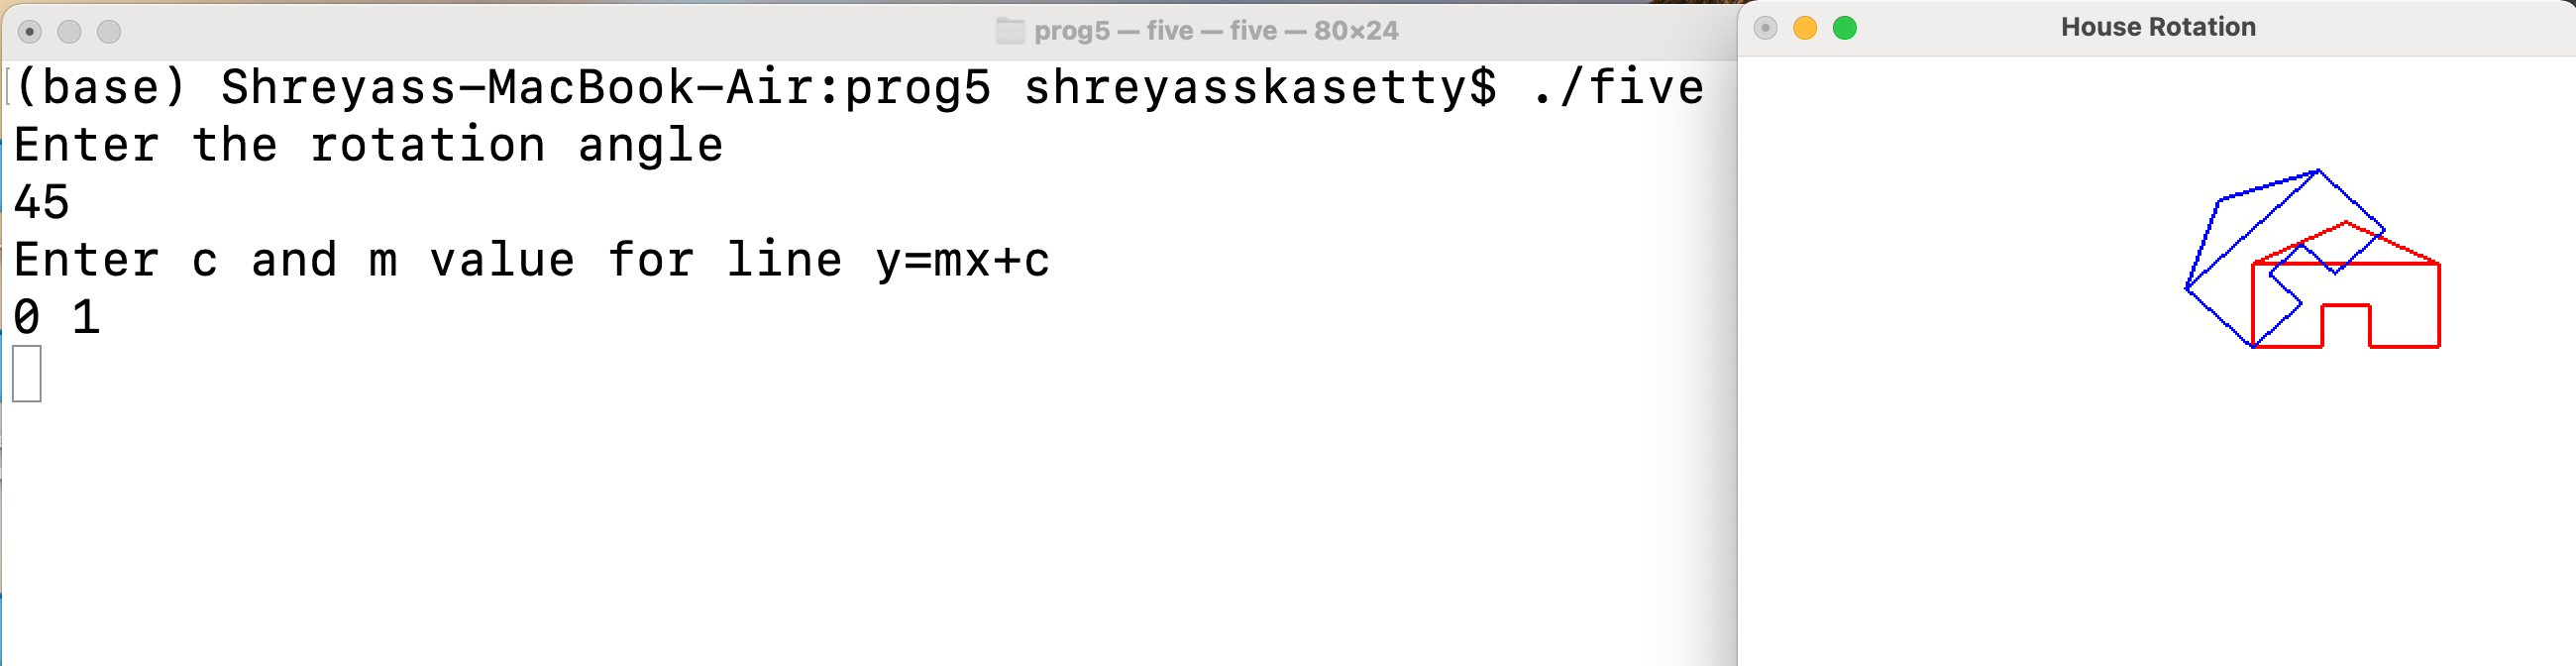 prog5 — five — five — 80×24
House Rotation
(base) Shreyass-MacBook-Air:prog5 shreyasskasetty$ ./five
Enter the rotation angle
45
Enter c and m value for line y=mx+c
0 1